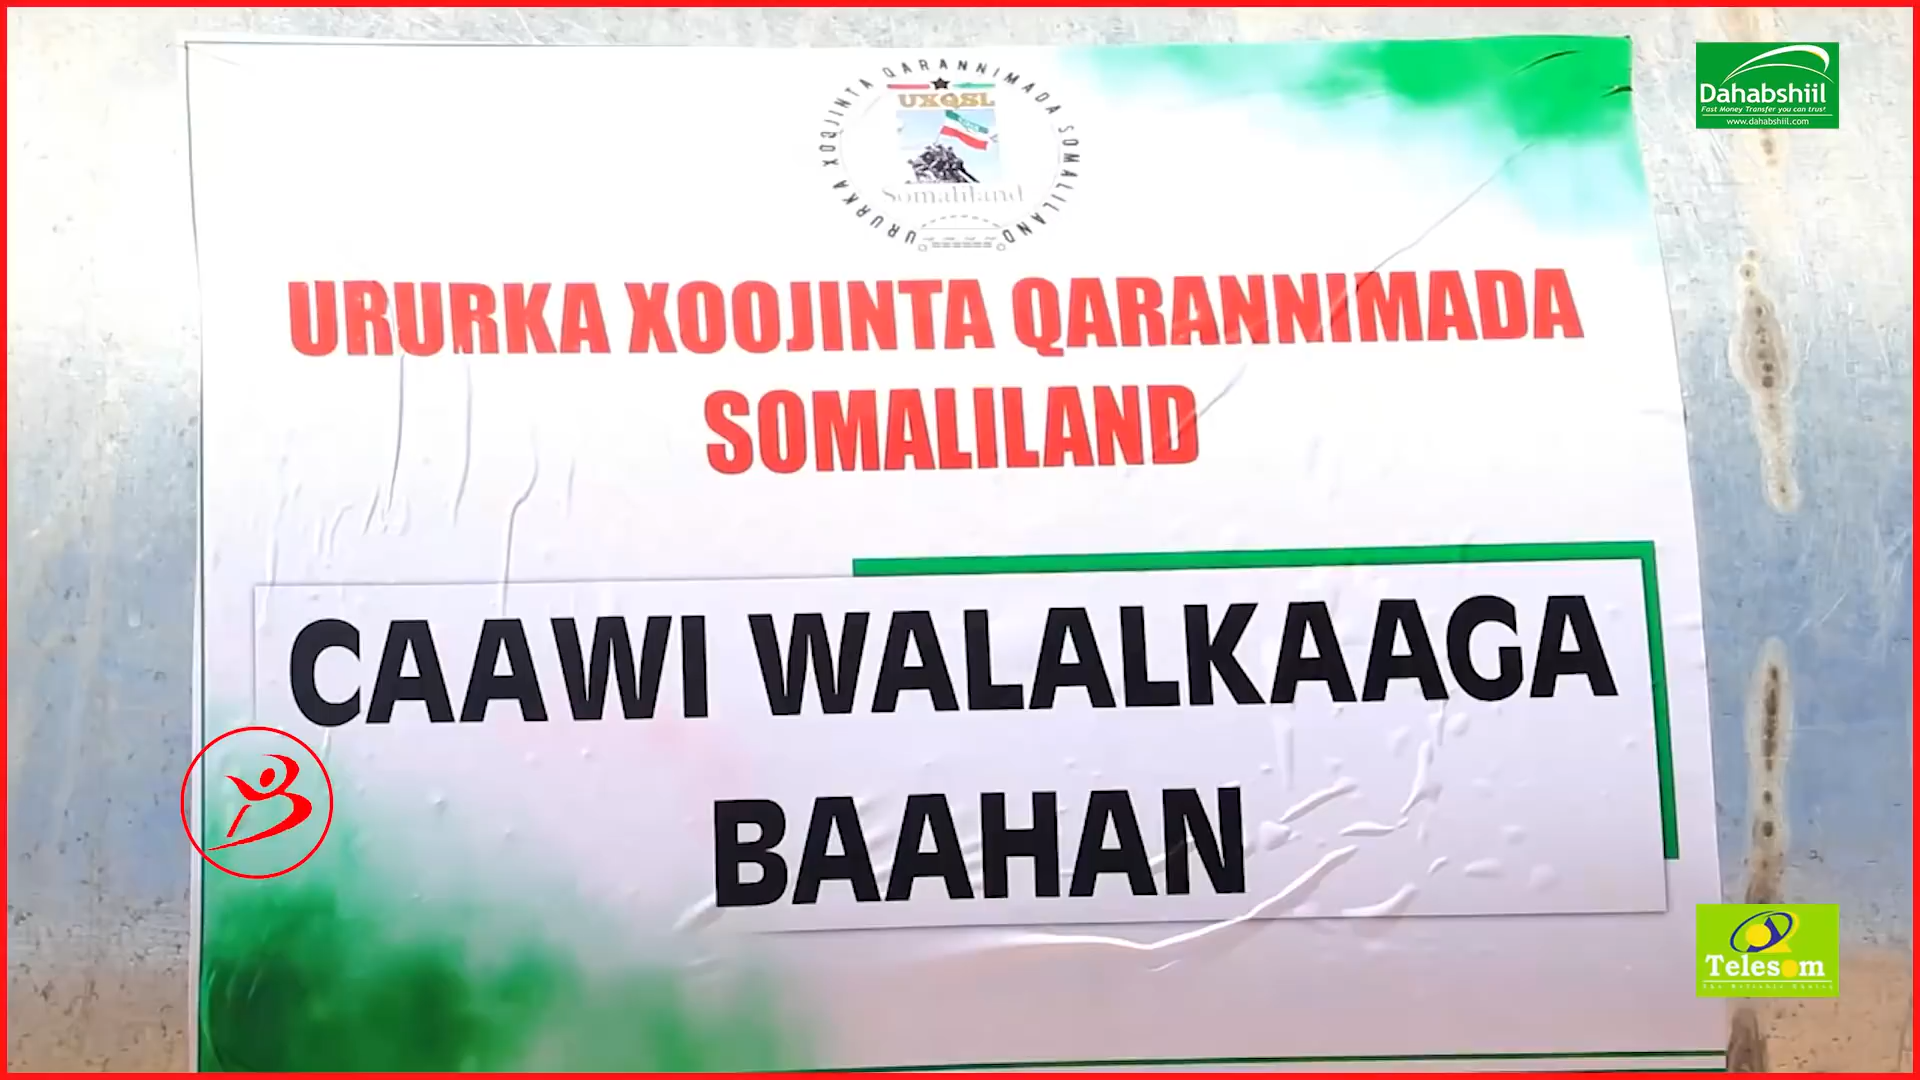 URURKA XOOJINTA QARANNIMADA SOMALILAND
UXQSL
Somaliland
URURKA XOOJINTA QARANNIMADA
SOMALILAND
CAAWI WALALKAAGA
BAAHAN
Dahabshiil
Fast Money Transfer you can trust
www.dahabshiil.com
Telesom